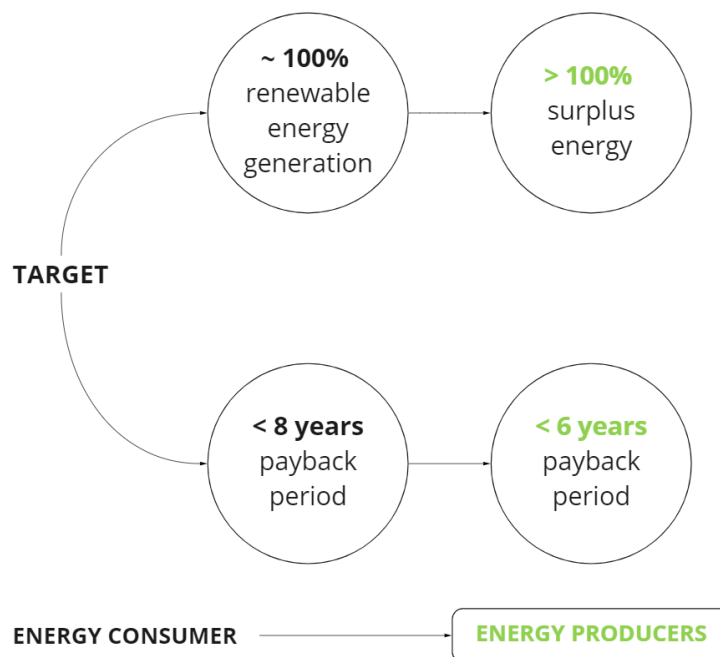 ~ 100%
renewable
energy
generation
> 100%
surplus
energy
TARGET
< 8 years
payback
period
< 6 years
payback
period
ENERGY CONSUMER
ENERGY PRODUCERS